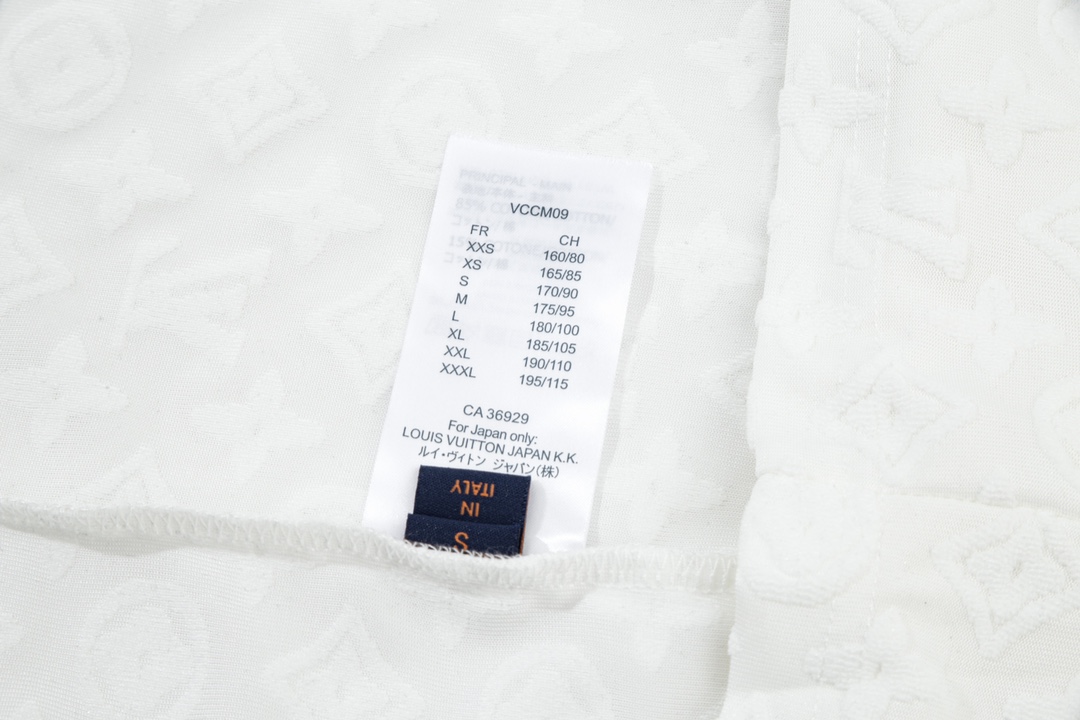 VCCM09
FR CH
XXS 160/80
XS 165/85
S 170/90
M 175/95
L 180/100
XL 185/105
XXL 190/110
XXXL 195/115
CA 36929
For Japan only:
LOUIS VUITTON JAPAN K.K.
ルイ・ヴィトン ジャパン(株)
ITALY
IN
S